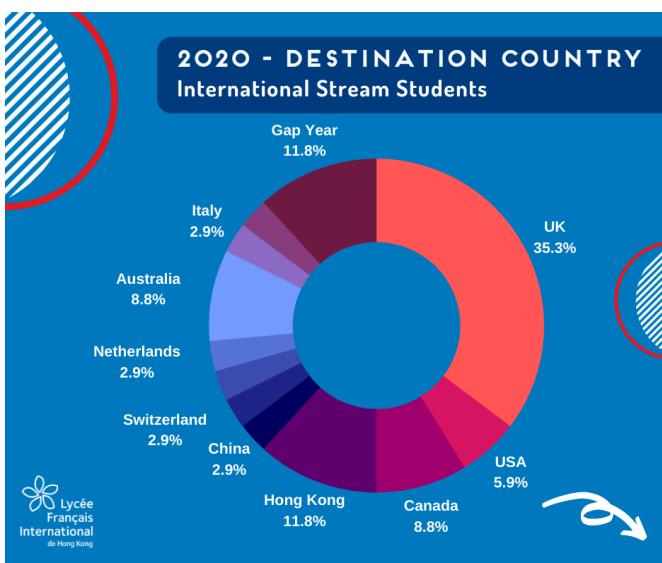 2020 - DESTINATION COUNTRY
International Stream Students
Gap Year
11.8%
UK
35.3%
Italy
2.9%
Australia
8.8%
Netherlands
2.9%
Switzerland
2.9%
China
2.9%
Hong Kong
11.8%
Canada
8.8%
USA
5.9%
Lycée
Français
International
de Hong Kong